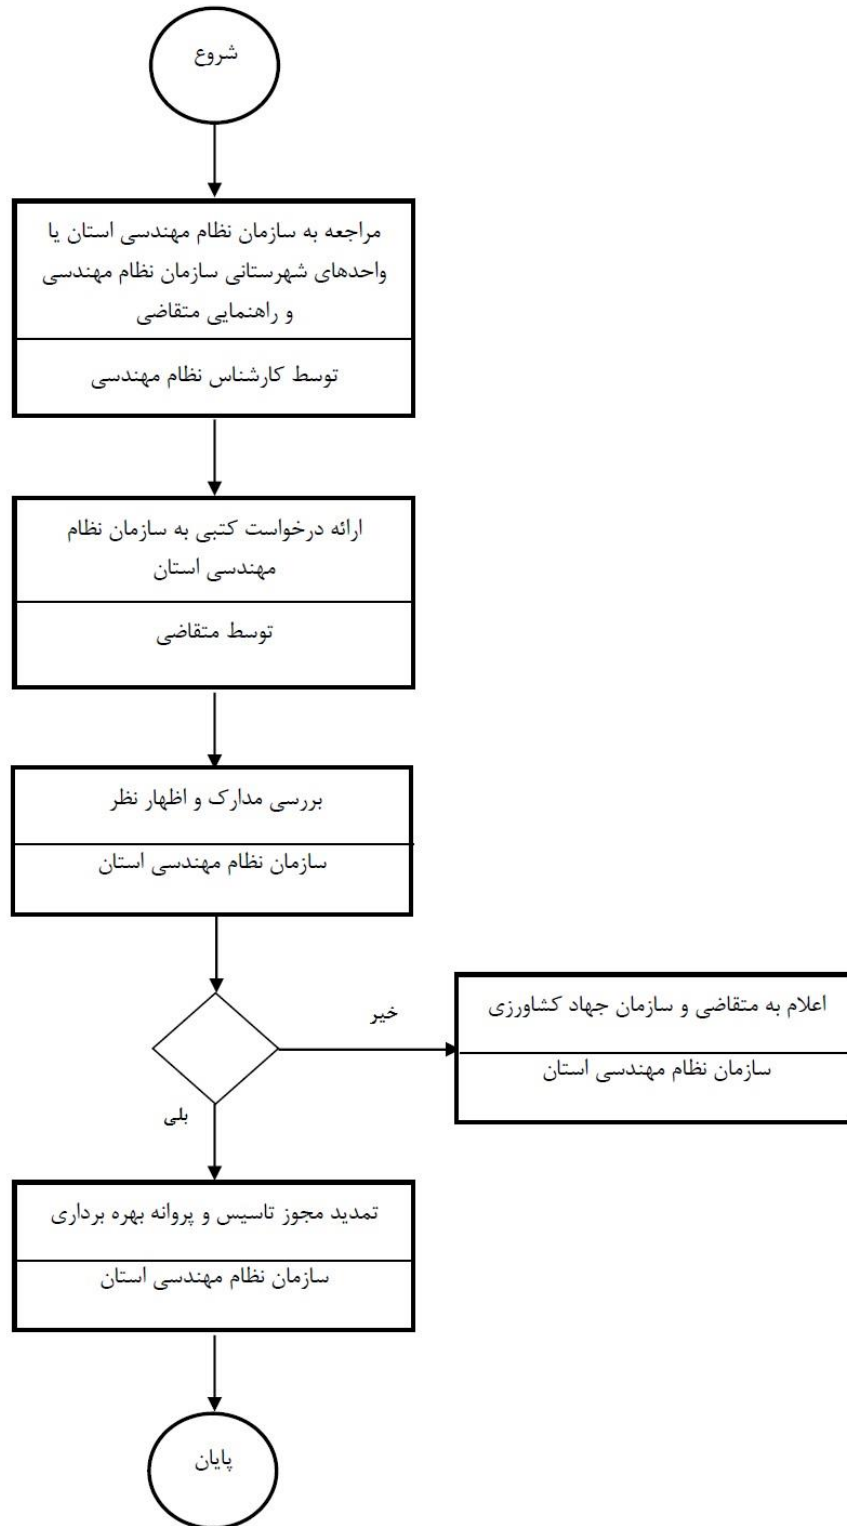 شروع
مراجعه به سازمان نظام مهندسی استان یا
واحدهای شهرستانی سازمان نظام مهندسی
و راهنمایی متقاضی
توسط کارشناس نظام مهندسی
ارائه درخواست کتبی به سازمان نظام
مهندسی استان
توسط متقاضی
بررسی مدارک و اظهار نظر
سازمان نظام مهندسی استان
خیر
اعلام به متقاضی و سازمان جهاد کشاورزی
سازمان نظام مهندسی استان
بلی
تمدید مجوز تاسیس و پروانه بهره برداری
سازمان نظام مهندسی استان
پایان